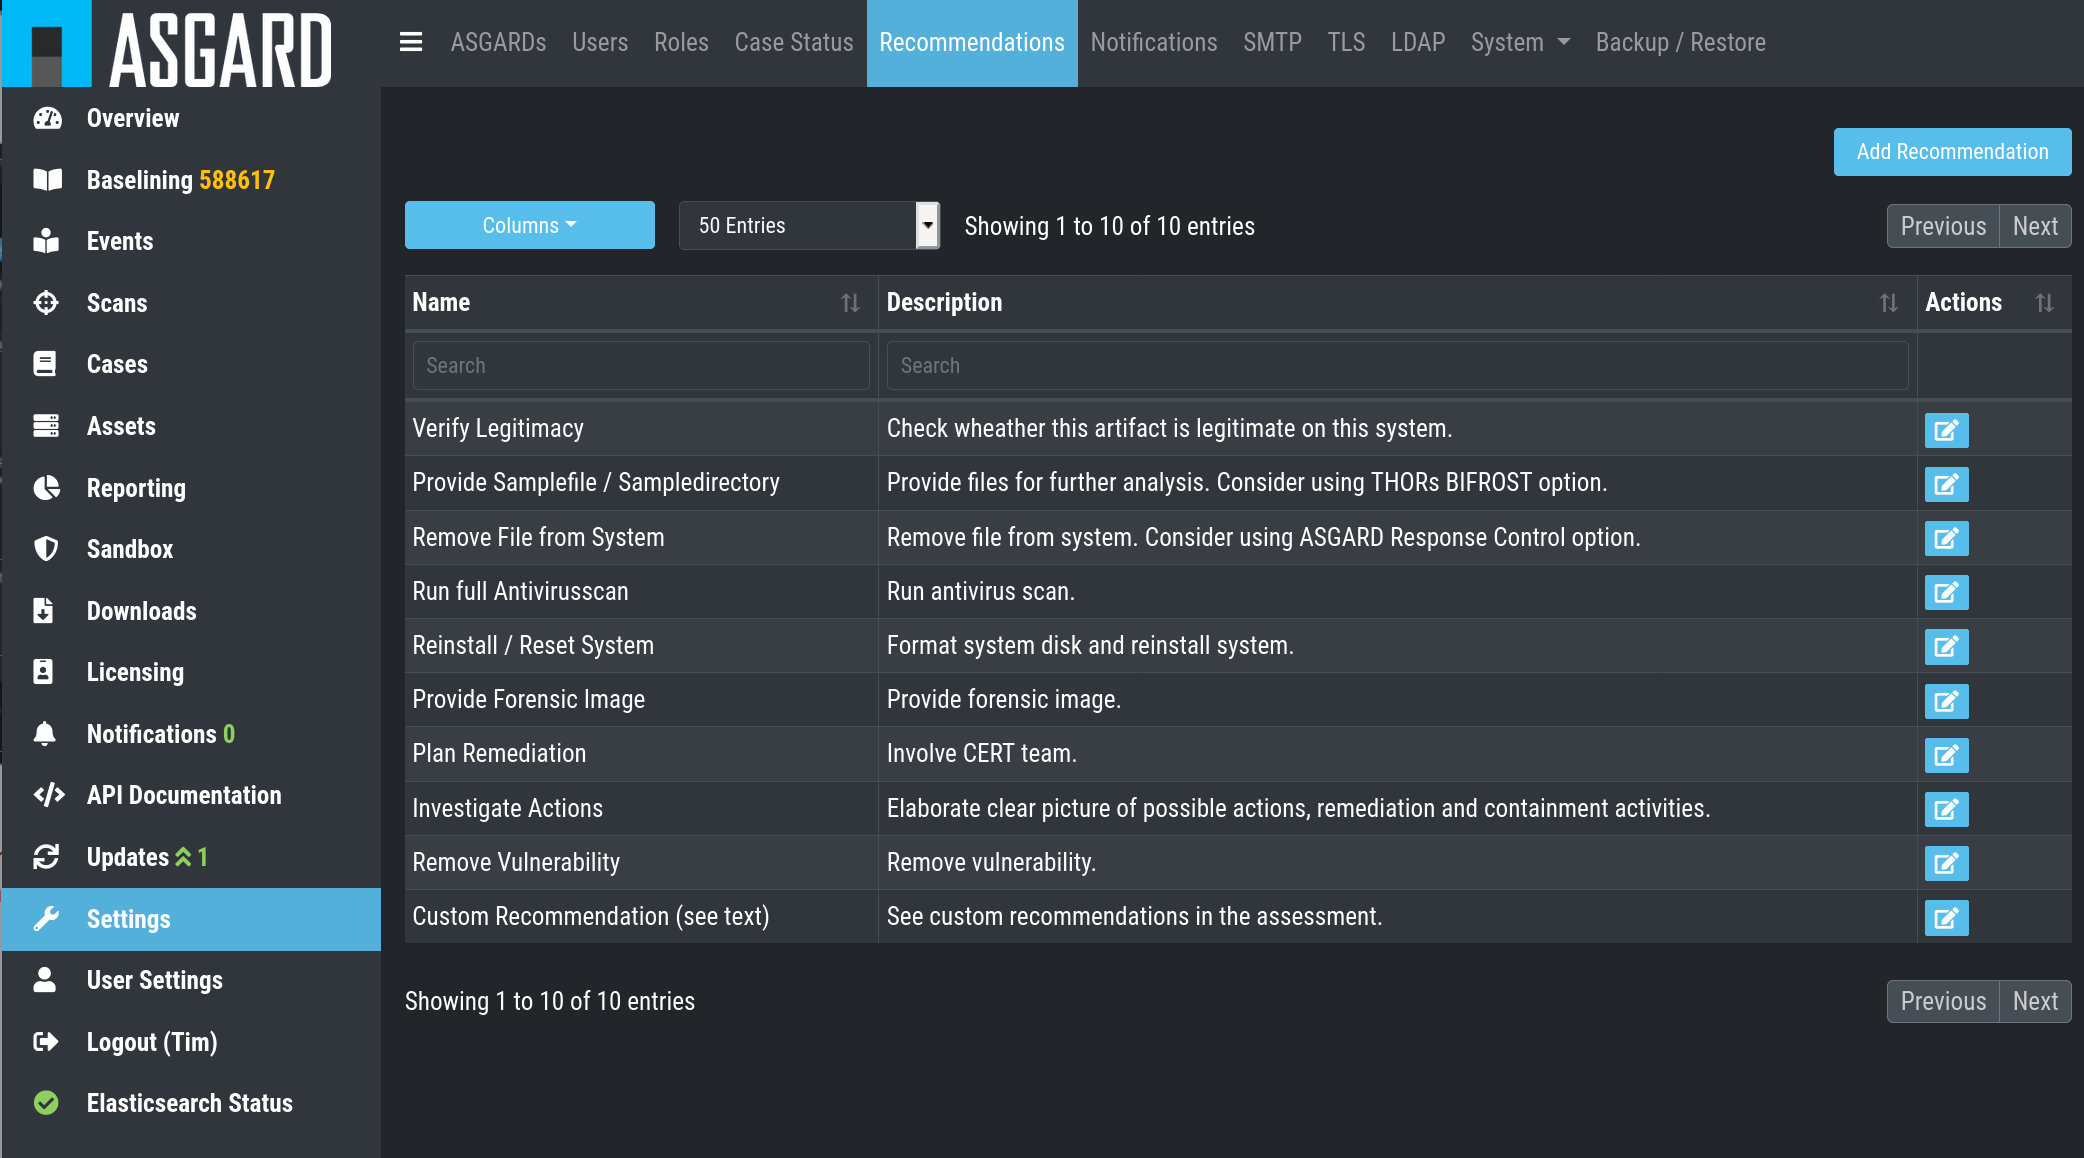 ASGARD
ASGARDs Users Roles Case Status Recommendations Notifications SMTP TLS LDAP System Backup / Restore
Overview
Baselining 588617
Events
Scans
Cases
Assets
Reporting
Sandbox
Downloads
Licensing
Notifications 0
API Documentation
Updates 1
Settings
User Settings
Logout (Tim)
Elasticsearch Status
Add Recommendation
Columns 50 Entries Showing 1 to 10 of 10 entries Previous Next
Name Description Actions
Search Search
Verify Legitimacy Check wheather this artifact is legitimate on this system.
Provide Samplefile / Sampledirectory Provide files for further analysis. Consider using THORs BIFROST option.
Remove File from System Remove file from system. Consider using ASGARD Response Control option.
Run full Antivirusscan Run antivirus scan.
Reinstall / Reset System Format system disk and reinstall system.
Provide Forensic Image Provide forensic image.
Plan Remediation Involve CERT team.
Investigate Actions Elaborate clear picture of possible actions, remediation and containment activities.
Remove Vulnerability Remove vulnerability.
Custom Recommendation (see text) See custom recommendations in the assessment.
Showing 1 to 10 of 10 entries Previous Next